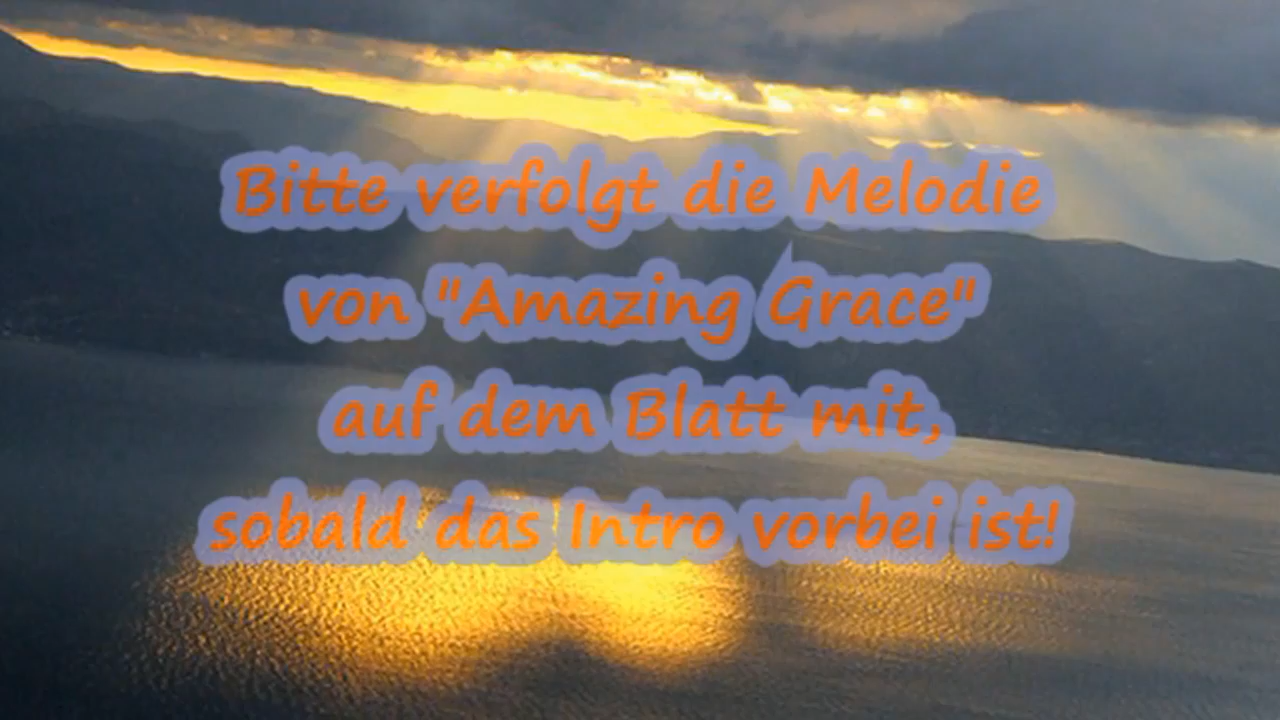 Bitte verfolgt die Melodie
von "Amazing Grace"
auf dem Blatt mit,
sobald das Intro vorbei ist!